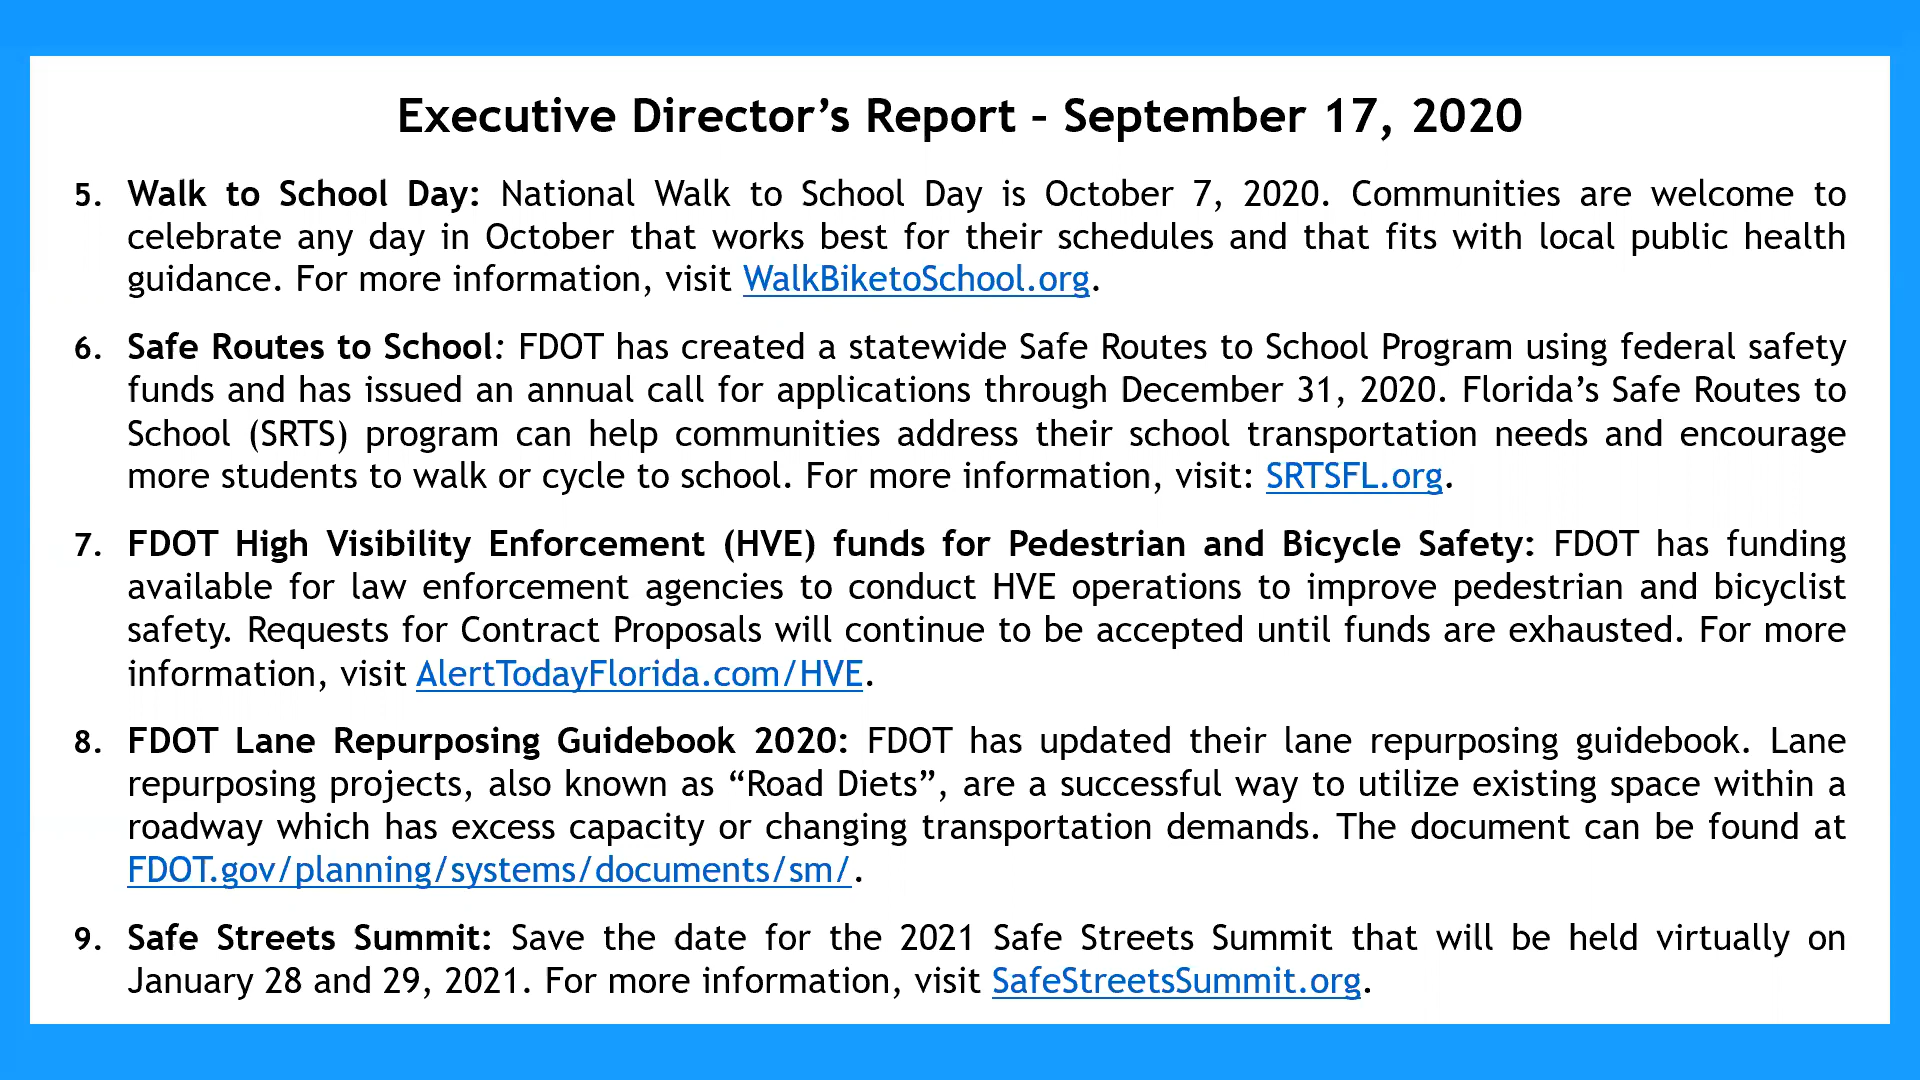 Executive Director’s Report – September 17, 2020
5. Walk to School Day: National Walk to School Day is October 7, 2020. Communities are welcome to
celebrate any day in October that works best for their schedules and that fits with local public health
guidance. For more information, visit WalkBiketoSchool.org.
6. Safe Routes to School: FDOT has created a statewide Safe Routes to School Program using federal safety
funds and has issued an annual call for applications through December 31, 2020. Florida’s Safe Routes to
School (SRTS) program can help communities address their school transportation needs and encourage
more students to walk or cycle to school. For more information, visit: SRTSFL.org.
7. FDOT High Visibility Enforcement (HVE) funds for Pedestrian and Bicycle Safety: FDOT has funding
available for law enforcement agencies to conduct HVE operations to improve pedestrian and bicyclist
safety. Requests for Contract Proposals will continue to be accepted until funds are exhausted. For more
information, visit AlertTodayFlorida.com/HVE.
8. FDOT Lane Repurposing Guidebook 2020: FDOT has updated their lane repurposing guidebook. Lane
repurposing projects, also known as “Road Diets”, are a successful way to utilize existing space within a
roadway which has excess capacity or changing transportation demands. The document can be found at
FDOT.gov/planning/systems/documents/sm/.
9. Safe Streets Summit: Save the date for the 2021 Safe Streets Summit that will be held virtually on
January 28 and 29, 2021. For more information, visit SafeStreetsSummit.org.